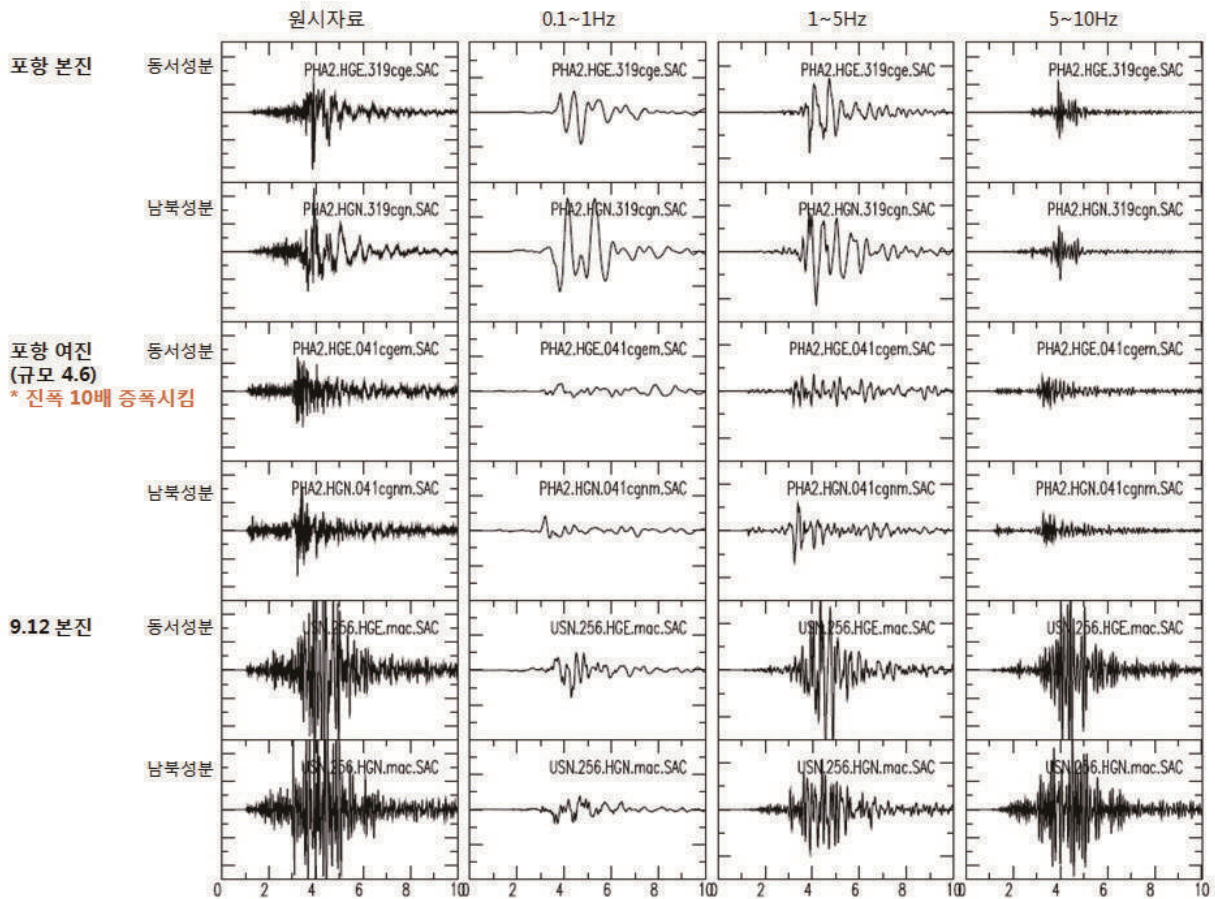 원시자료 0.1~1Hz 1~5Hz 5~10Hz
포항 본진 동서성분 PHA2.HGE.319cge.SAC PHA2.HGE.319cge.SAC PHA2.HGE.319cge.SAC PHA2.HGE.319cge.SAC
남북성분 PHA2.HGN.319cgn.SAC PHA2.HGN.319cgn.SAC PHA2.HGN.319cgn.SAC PHA2.HGN.319cgn.SAC
포항 여진 동서성분 PHA2.HGE.041cgem.SAC PHA2.HGE.041cgem.SAC PHA2.HGE.041cgem.SAC PHA2.HGE.041cgem.SAC
(규모 4.6)
* 진폭 10배 증폭시킴
남북성분 PHA2.HGN.041cgnm.SAC PHA2.HGN.041cgnm.SAC PHA2.HGN.041cgnm.SAC PHA2.HGN.041cgnm.SAC
9.12 본진 동서성분 USN.256.HGE.mac.SAC USN.256.HGE.mac.SAC USN.256.HGE.mac.SAC USN.256.HGE.mac.SAC
남북성분 USN.256.HGN.mac.SAC USN.256.HGN.mac.SAC USN.256.HGN.mac.SAC USN.256.HGN.mac.SAC
0 2 4 6 8 10 0 2 4 6 8 10 0 2 4 6 8 10 0 2 4 6 8 10